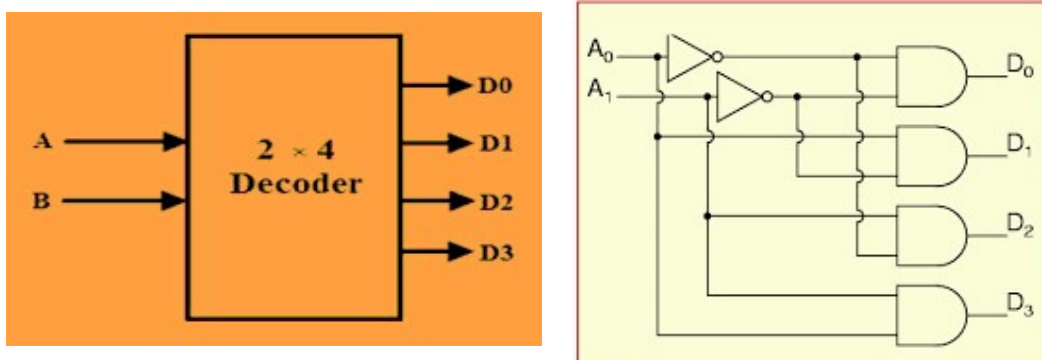 A
B
2 × 4
Decoder
D0
D1
D2
D3
A₀
A₁
D₀
D₁
D₂
D₃